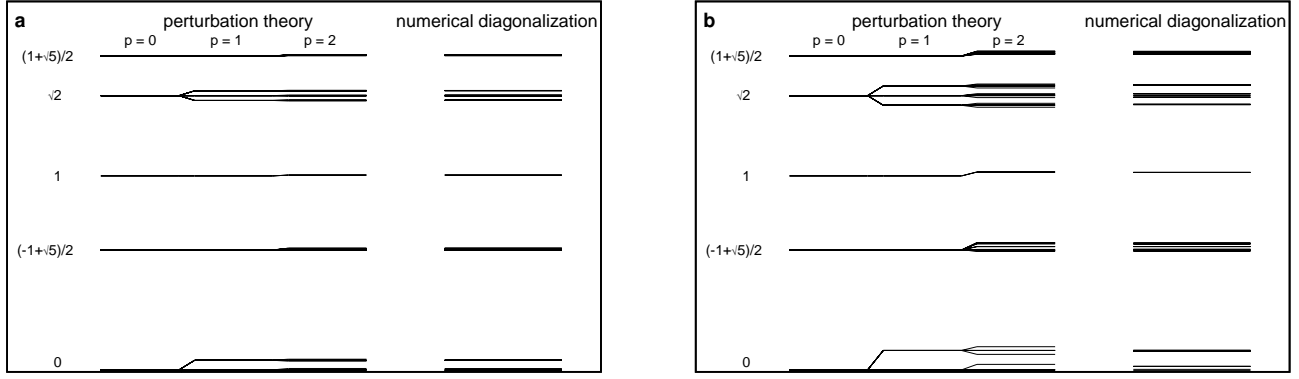 a perturbation theory numerical diagonalization
p = 0 p = 1 p = 2
(1+√5)/2
√2
1
(-1+√5)/2
0
b perturbation theory numerical diagonalization
p = 0 p = 1 p = 2
(1+√5)/2
√2
1
(-1+√5)/2
0